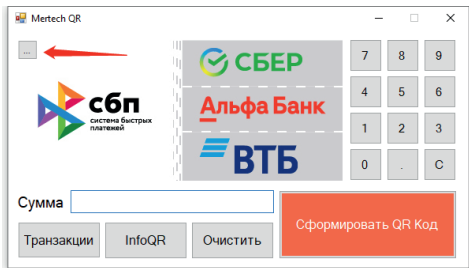 Mertech QR
...
сбп
система быстрых
платежей
СБЕР
Альфа Банк
ВТБ
7 8 9
4 5 6
1 2 3
0 . C
Сумма
Сформировать QR Код
Транзакции InfoQR Очистить